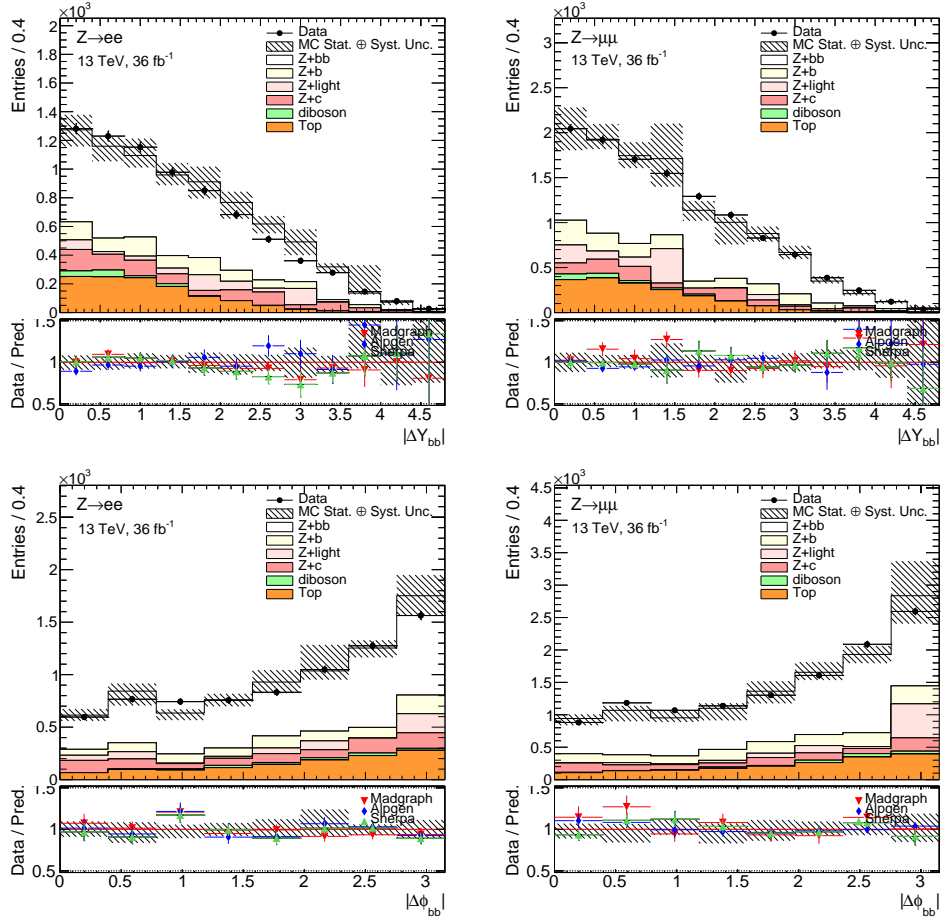 ×10³
Entries / 0.4
Z→ee
13 TeV, 36 fb⁻¹
Data
MC Stat. ⊕ Syst. Unc.
Z+bb
Z+b
Z+light
Z+c
diboson
Top
2
1.8
1.6
1.4
1.2
1
0.8
0.6
0.4
0.2
0
Data / Pred.
1.5
1
0.5
Madgraph
Alpgen
Sherpa
0 0.5 1 1.5 2 2.5 3 3.5 4 4.5
|ΔY_bb|
×10³
Entries / 0.4
Z→μμ
13 TeV, 36 fb⁻¹
Data
MC Stat. ⊕ Syst. Unc.
Z+bb
Z+b
Z+light
Z+c
diboson
Top
3
2.5
2
1.5
1
0.5
0
Data / Pred.
1.5
1
0.5
Madgraph
Alpgen
Sherpa
0 0.5 1 1.5 2 2.5 3 3.5 4 4.5
|ΔY_bb|
×10³
Entries / 0.4
Z→ee
13 TeV, 36 fb⁻¹
Data
MC Stat. ⊕ Syst. Unc.
Z+bb
Z+b
Z+light
Z+c
diboson
Top
2.5
2
1.5
1
0.5
0
Data / Pred.
1.5
1
0.5
Madgraph
Alpgen
Sherpa
0 0.5 1 1.5 2 2.5 3
|Δϕ_bb|
×10³
Entries / 0.4
Z→μμ
13 TeV, 36 fb⁻¹
Data
MC Stat. ⊕ Syst. Unc.
Z+bb
Z+b
Z+light
Z+c
diboson
Top
4.5
4
3.5
3
2.5
2
1.5
1
0.5
0
Data / Pred.
1.5
1
0.5
Madgraph
Alpgen
Sherpa
0 0.5 1 1.5 2 2.5 3
|Δϕ_bb|